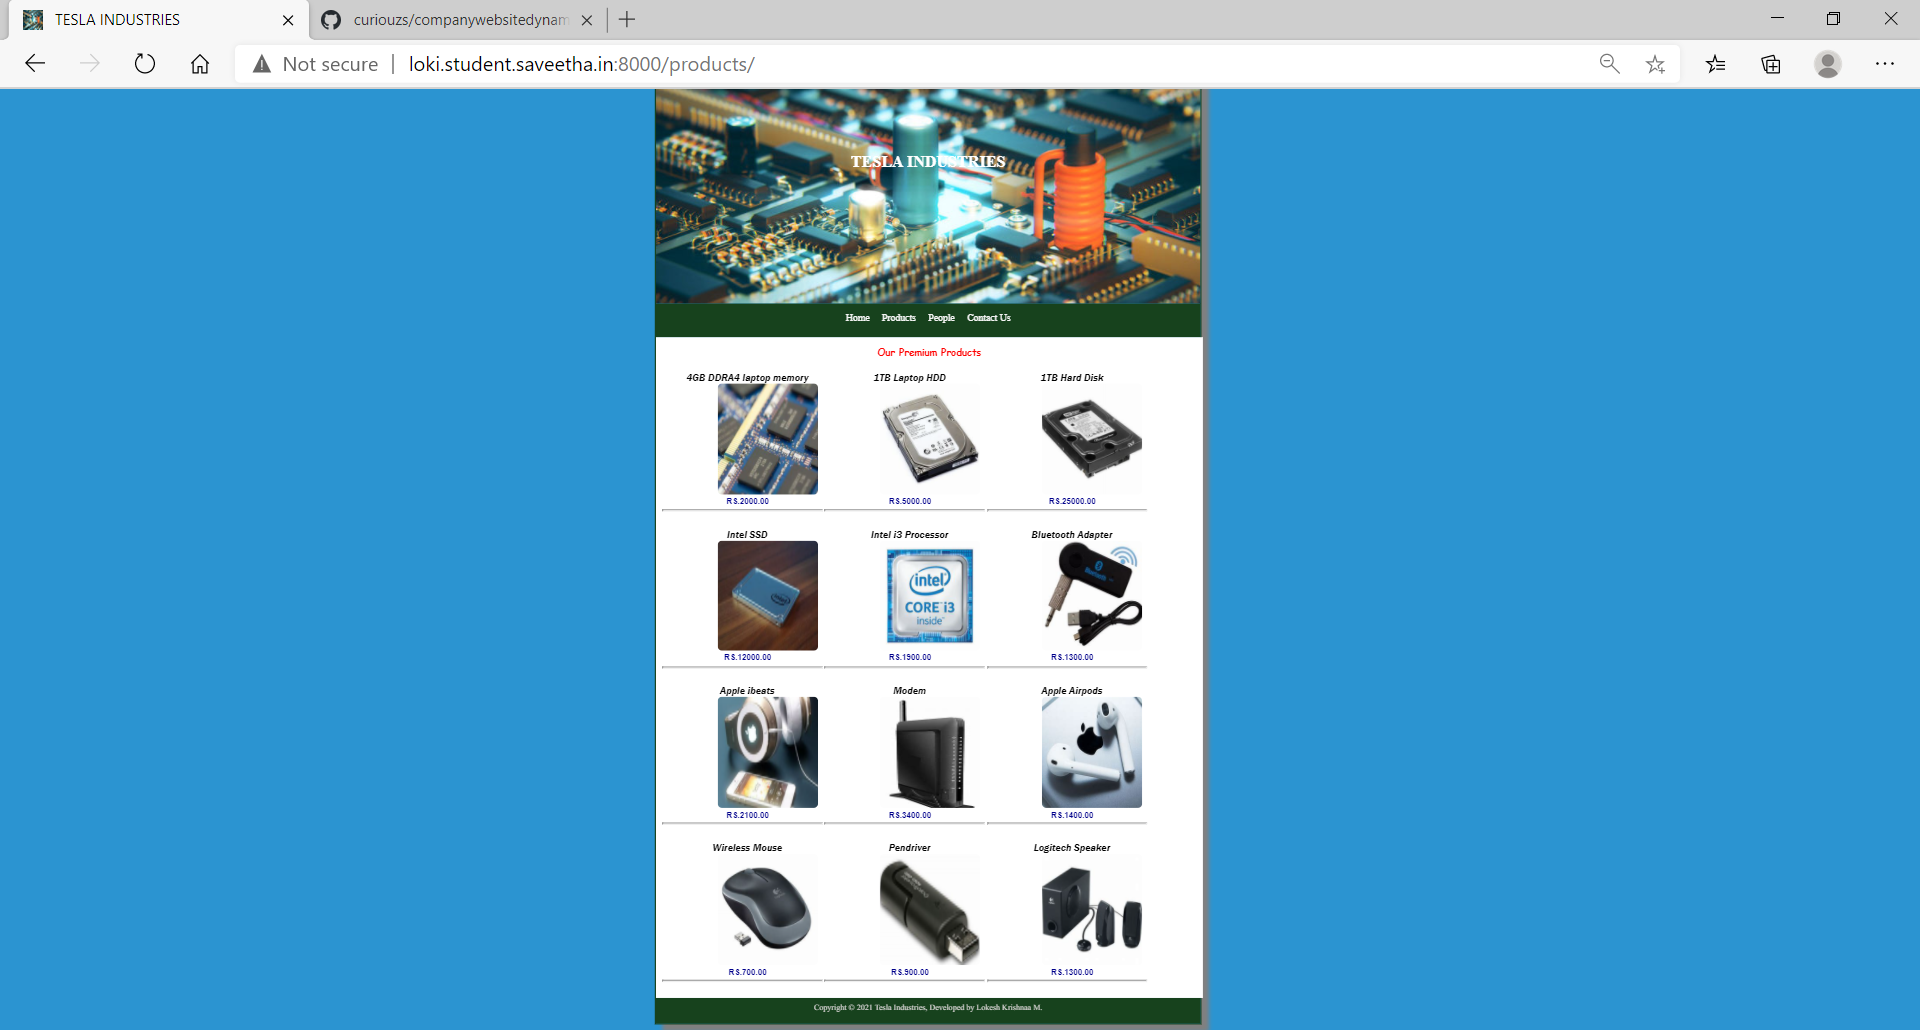 TESLA INDUSTRIES
curiouzs/companywebsitedynam
Not secure
loki.student.saveetha.in:8000/products/
TESLA INDUSTRIES
Home Products People Contact Us
Our Premium Products
4GB DDRA4 laptop memory 1TB Laptop HDD 1TB Hard Disk
RS.2000.00 RS.5000.00 RS.25000.00
Intel SSD Intel i3 Processor Bluetooth Adapter
intel
CORE i3
inside
Bluetooth
RS.12000.00 RS.1900.00 RS.1300.00
Apple ibeats Modem Apple Airpods
RS.2100.00 RS.3400.00 RS.1400.00
Wireless Mouse Pendriver Logitech Speaker
RS.700.00 RS.900.00 RS.1300.00
Copyright © 2021 Tesla Industries, Developed by Lokesh Krishnaa M.